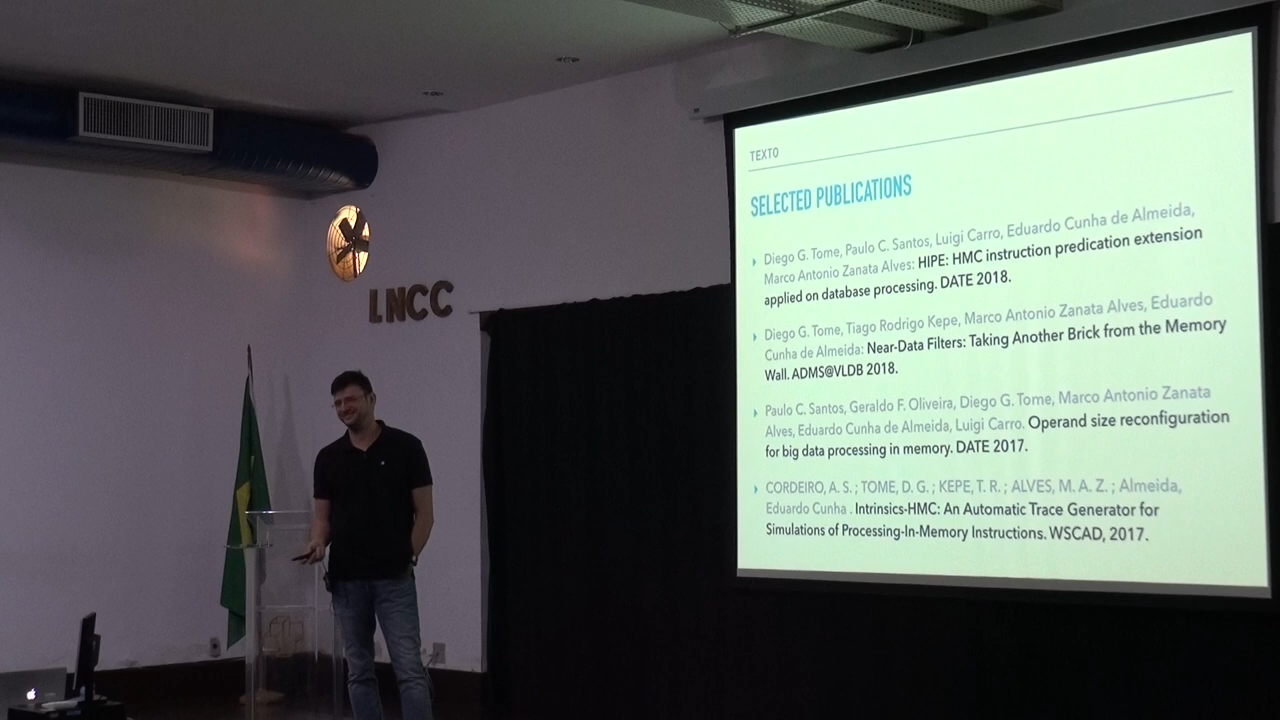 LNCC
TEXTO
SELECTED PUBLICATIONS
Diego G. Tome, Paulo C. Santos, Luigi Carro, Eduardo Cunha de Almeida,
Marco Antonio Zanata Alves: HIPE: HMC instruction predication extension
applied on database processing. DATE 2018.
Diego G. Tome, Tiago Rodrigo Kepe, Marco Antonio Zanata Alves, Eduardo
Cunha de Almeida: Near-Data Filters: Taking Another Brick from the Memory
Wall. ADMS@VLDB 2018.
Paulo C. Santos, Geraldo F. Oliveira, Diego G. Tome, Marco Antonio Zanata
Alves, Eduardo Cunha de Almeida, Luigi Carro. Operand size reconfiguration
for big data processing in memory. DATE 2017.
CORDEIRO, A. S. ; TOME, D. G. ; KEPE, T. R. ; ALVES, M. A. Z. ; Almeida,
Eduardo Cunha . Intrinsics-HMC: An Automatic Trace Generator for
Simulations of Processing-In-Memory Instructions. WSCAD, 2017.